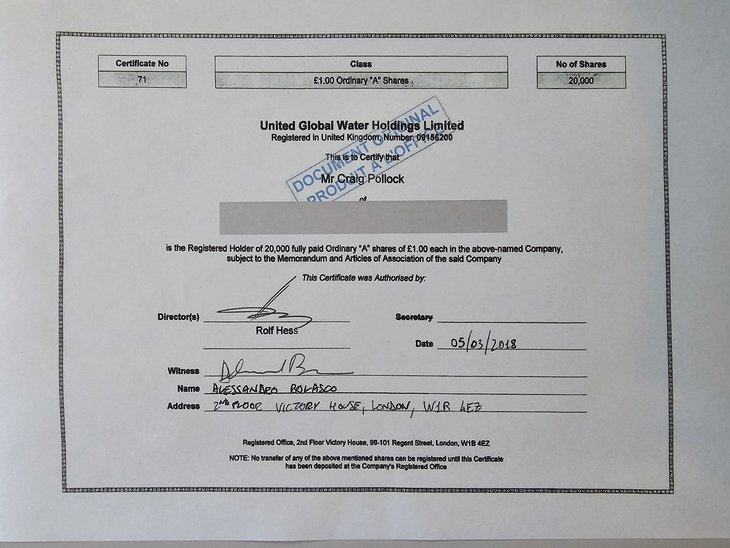 Certificate No Class No of Shares
71 £1.00 Ordinary "A" Shares 20,000
United Global Water Holdings Limited
Registered in United Kingdom, Number, 09156200
This is to Certify that
DOCUMENT ORIGINAL
PRODUIT A L'OFFICE
Mr Craig Pollock
of
is the Registered Holder of 20,000 fully paid Ordinary "A" shares of £1.00 each in the above-named Company,
subject to the Memorandum and Articles of Association of the said Company
This Certificate was Authorised by:
Director(s) Secretary
Rolf Hess
Date 05/03/2018
Witness
Name ALESSANDRO BOLASCO
Address 2ND FLOOR VICTORY HOUSE, LONDON, W1B 4EZ
Registered Office, 2nd Floor Victory House, 99-101 Regent Street, London, W1B 4EZ
NOTE: No transfer of any of the above mentioned shares can be registered until this Certificate
has been deposited at the Company's Registered Office